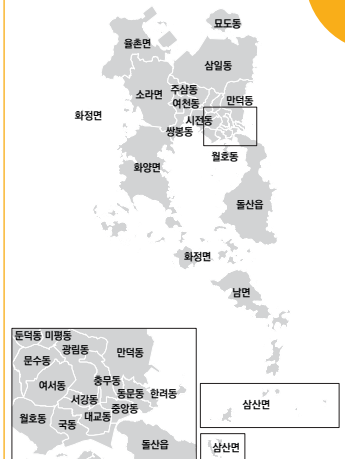 묘도동
율촌면
삼일동
소라면
주삼동
여천동
만덕동
화정면
시전동
쌍봉동
월호동
화양면
돌산읍
화정면
남면
둔덕동 미평동
광림동
만덕동
문수동
여서동
충무동
서강동
동문동 한려동
중앙동
월호동
대교동
국동
돌산읍
삼산면
삼산면